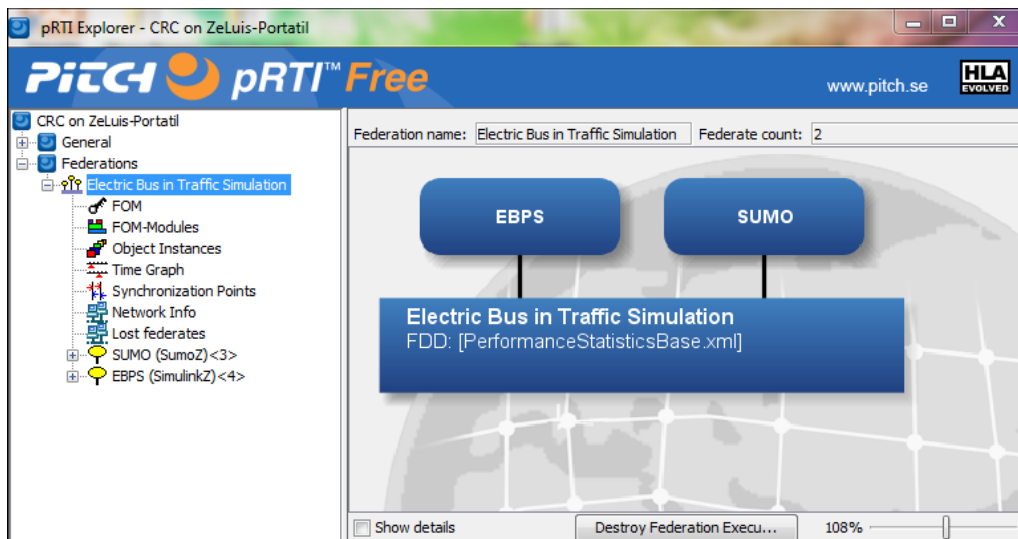 pRTI Explorer - CRC on ZeLuis-Portatil
PITCH pRTI™ Free
www.pitch.se
HLA
EVOLVED
CRC on ZeLuis-Portatil
General
Federations
Electric Bus in Traffic Simulation
FOM
FOM-Modules
Object Instances
Time Graph
Synchronization Points
Network Info
Lost federates
SUMO (SumoZ)<3>
EBPS (SimulinkZ)<4>
Federation name: Electric Bus in Traffic Simulation Federate count: 2
EBPS
SUMO
Electric Bus in Traffic Simulation
FDD: [PerformanceStatisticsBase.xml]
Show details
Destroy Federation Execu...
108%